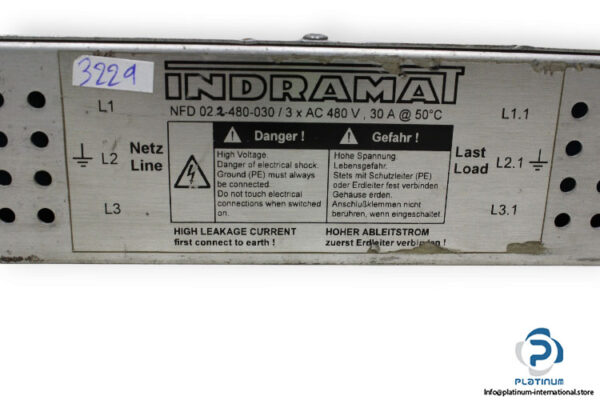 3229
INDRAMAT
NFD 02 2-480-030 / 3 x AC 480 V , 30 A @ 50°C
L1
L2
L3
Netz
Line
Danger !
High Voltage.
Danger of electrical shock.
Ground (PE) must always
be connected.
Do not touch electrical
connections when switched
on.
Gefahr !
Hohe Spannung.
Lebensgefahr.
Stets mit Schutzleiter (PE)
oder Erdleiter fest verbinden
Gehäuse erden.
Anschlußklemmen nicht
berühren, wenn eingeschaltet
Last
Load
L1.1
L2.1
L3.1
HIGH LEAKAGE CURRENT
first connect to earth !
HOHER ABLEITSTROM
zuerst Erdleiter verbinden !
P
PLATINUM
Info@platinum-international.store